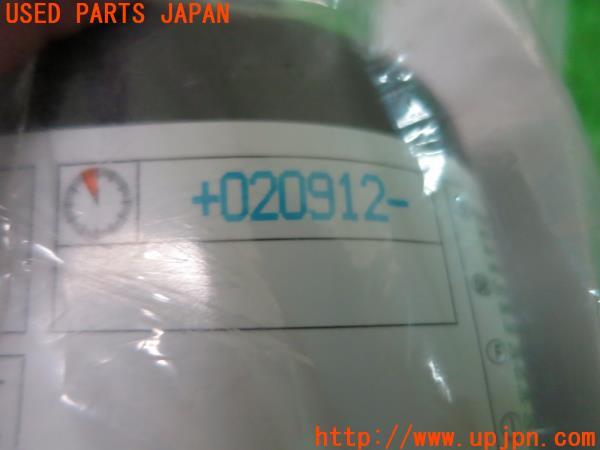 USED PARTS JAPAN
+020912-
F
http://www.upjpn.com